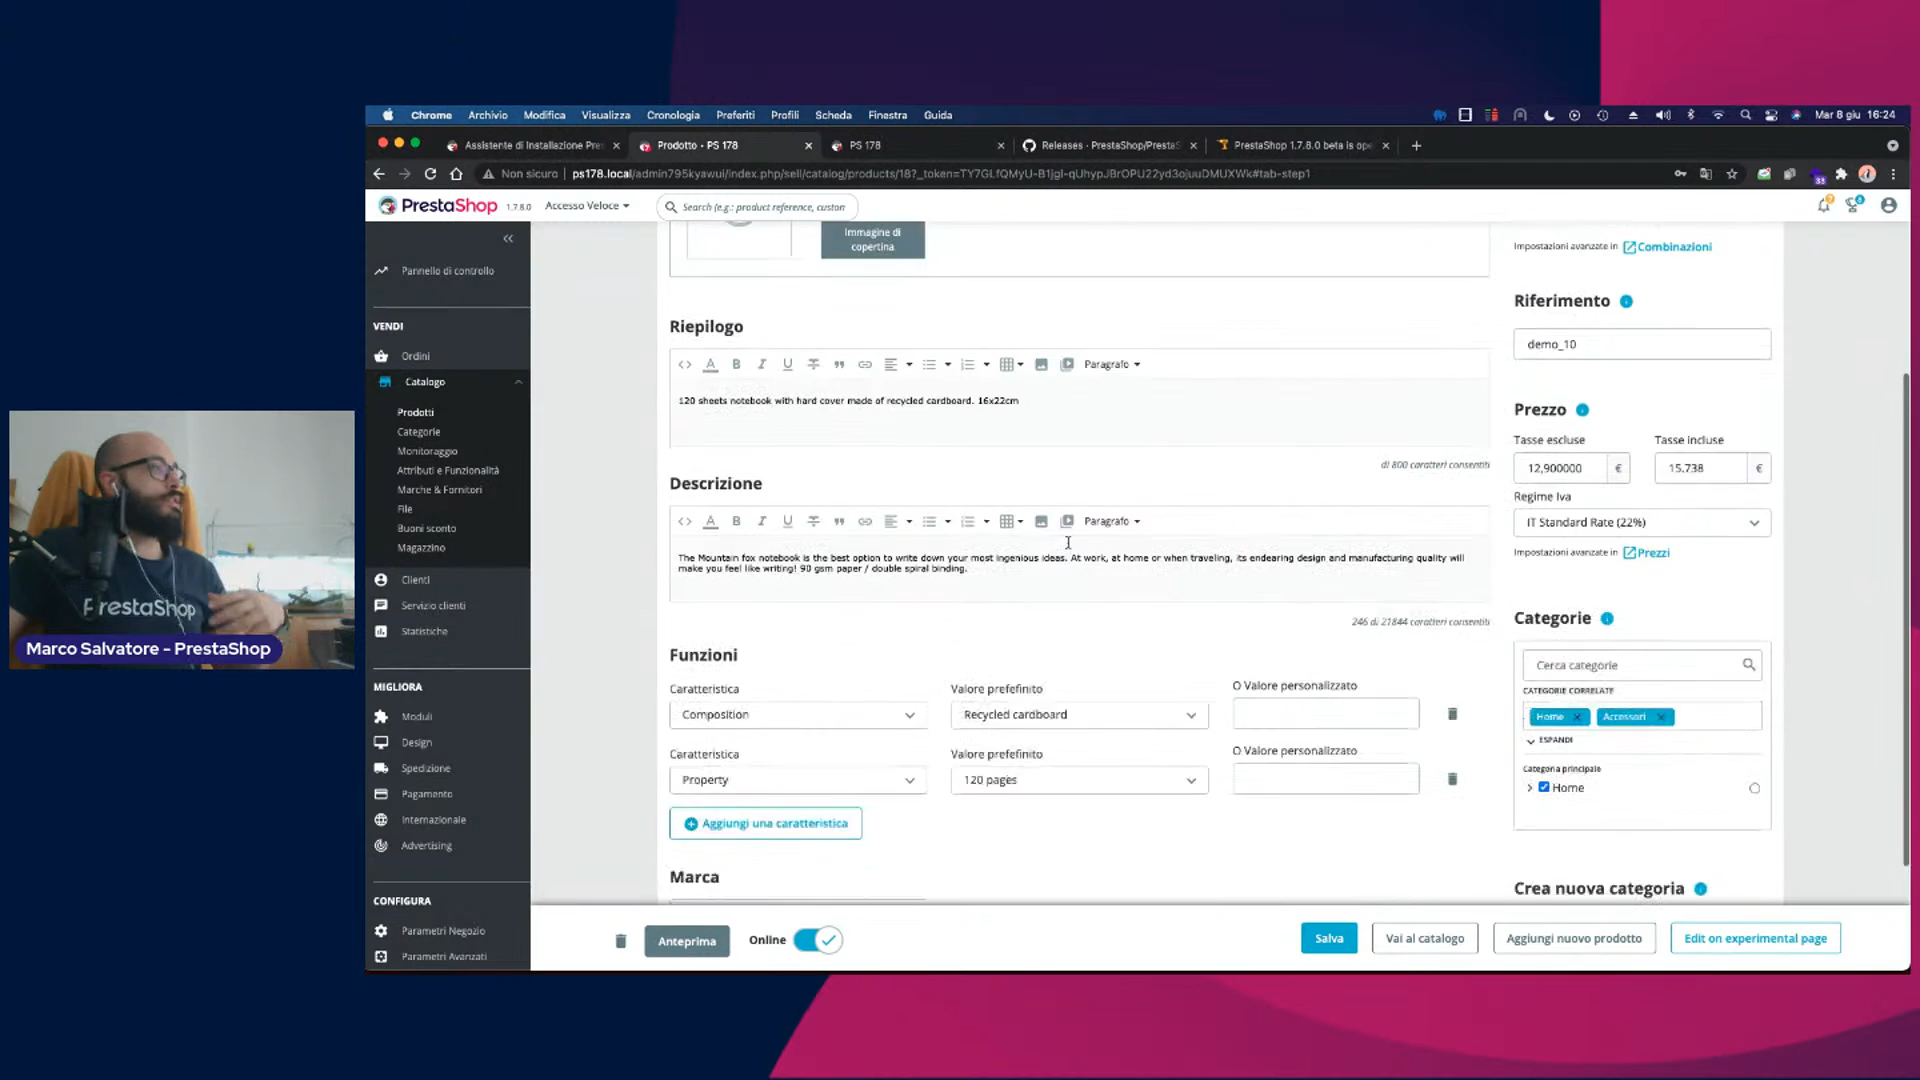 Chrome Archivio Modifica Visualizza Cronologia Preferiti Profili Scheda Finestra Guida
Mar 8 giu 16:24
Assistente di Installazione Pres
Prodotto • PS 178
PS 178
Releases · PrestaShop/PrestaS
PrestaShop 1.7.8.0 beta is ope
Non sicuro
ps178.local/admin795kyawui/index.php/sell/catalog/products/18?_token=
PrestaShop 1.7.8.0 Accesso Veloce
Search (e.g.: product reference, custon
Pannello di controllo
VENDI
Ordini
Catalogo
Prodotti
Categorie
Monitoraggio
Attributi e Funzionalità
Marche & Fornitori
File
Buoni sconto
Magazzino
Clienti
Servizio clienti
Statistiche
MIGLIORA
Moduli
Design
Spedizione
Pagamento
Internazionale
Advertising
CONFIGURA
Parametri Negozio
Parametri Avanzati
Immagine di
copertina
Riepilogo
Paragrafo
120 sheets notebook with hard cover made of recycled cardboard. 16x22cm
di 800 caratteri consentiti
Descrizione
Paragrafo
The Mountain fox notebook is the best option to write down your most ingenious ideas. At work, at home or when traveling, its endearing design and manufacturing quality will
make you feel like writing! 90 gsm paper / double spiral binding.
246 di 21844 caratteri consentiti
Funzioni
Caratteristica Valore prefefinito O Valore personalizzato
Composition Recycled cardboard
Caratteristica Valore prefefinito O Valore personalizzato
Property 120 pages
Aggiungi una caratteristica
Marca
Impostazioni avanzate in Combinazioni
Riferimento
demo_10
Prezzo
Tasse escluse Tasse incluse
12,900000 € 15.738 €
Regime Iva
IT Standard Rate (22%)
Impostazioni avanzate in Prezzi
Categorie
Cerca categorie
CATEGORIE CORRELATE
Home Accessori
ESPANDI
Categoria principale
Home
Crea nuova categoria
Anteprima
Online
Salva
Vai al catalogo
Aggiungi nuovo prodotto
Edit on experimental page
PrestaShop
Marco Salvatore - PrestaShop